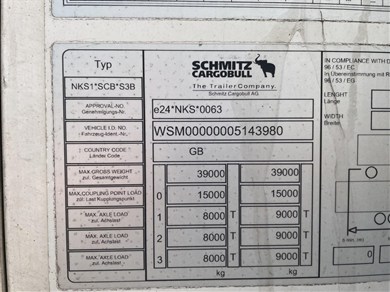 Typ
SCHMITZ
CARGOBULL
The Trailer Company.
Schmitz Cargobull AG
IN COMPLIANCE WITH D
96 / 53 / EC
in Übereinstimmung mit R
96 / 53 / EG
NKS1*SCB*S3B
APPROVAL-NO.
Genehmigungs-Nr.
e24*NKS*0063
LENGHT
Länge
VEHICLE I.D. NO.
Fahrzeug-Ident.-Nr.
WSM00000005143980
WIDTH
Breite
COUNTRY CODE
Länder Code
GB
MAX.GROSS WEIGHT
zul. Gesamtgewicht
39000 39000
MAX.COUPLING POINT LOAD
zul. Last Kupplungspunkt
0 15000 15000
MAX. AXLE LOAD
zul. Achslast
1 8000 T 9000 T
MAX. AXLE LOAD
zul. Achslast
2 8000 T 9000 T
MAX. AXLE LOAD
zul. Achslast
3 8000 T 9000 T
kg kg
0